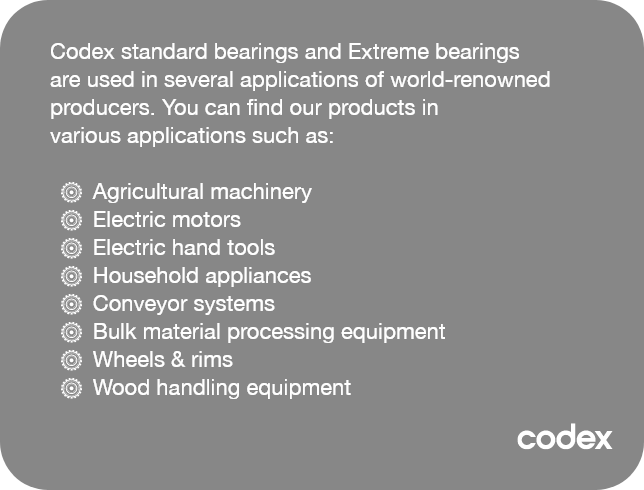 Codex standard bearings and Extreme bearings
are used in several applications of world-renowned
producers. You can find our products in
various applications such as:
Agricultural machinery
Electric motors
Electric hand tools
Household appliances
Conveyor systems
Bulk material processing equipment
Wheels & rims
Wood handling equipment
codex